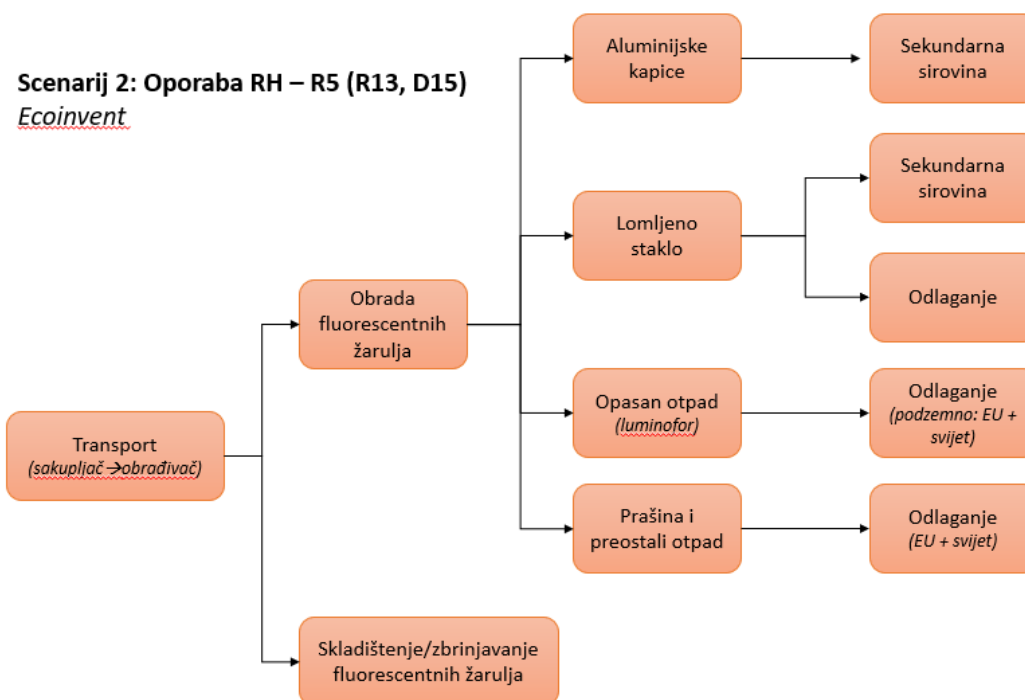 Scenarij 2: Oporaba RH – R5 (R13, D15)
Ecoinvent
Transport
(sakupljač→obrađivač)
Obrada
fluorescentnih
žarulja
Skladištenje/zbrinjavanje
fluorescentnih žarulja
Aluminijske
kapice
Sekundarna
sirovina
Lomljeno
staklo
Sekundarna
sirovina
Odlaganje
Opasan otpad
(luminofor)
Odlaganje
(podzemno: EU +
svijet)
Prašina i
preostali otpad
Odlaganje
(EU + svijet)